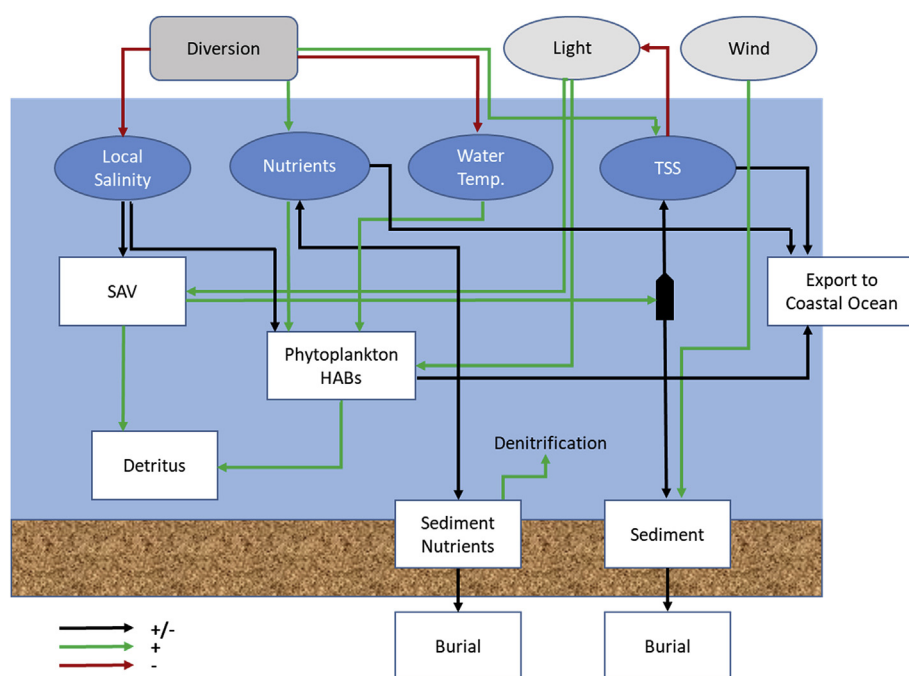 Diversion
Light
Wind
Local
Salinity
Nutrients
Water
Temp.
TSS
SAV
Export to
Coastal Ocean
Phytoplankton
HABs
Denitrification
Detritus
Sediment
Nutrients
Sediment
Burial
Burial
+/-
+
-